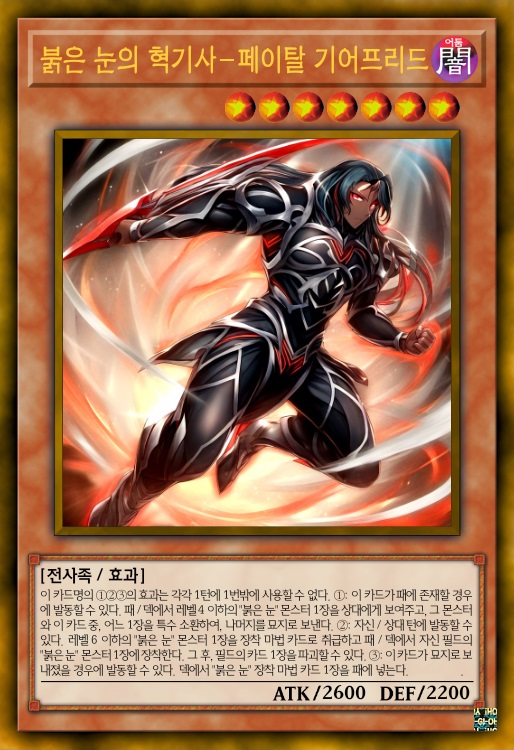 붉은 눈의 혁기사-페이탈 기어프리드
어둠
闇
[전사족 / 효과]
이 카드명의 ①②③의 효과는 각각 1턴에 1번밖에 사용할 수 없다. ①: 이 카드가 패에 존재할 경우
에 발동할 수 있다. 패 / 덱에서 레벨 4 이하의 "붉은 눈" 몬스터 1장을 상대에게 보여주고, 그 몬스터
와 이 카드 중, 어느 1장을 특수 소환하여, 나머지를 묘지로 보낸다. ②: 자신 / 상대 턴에 발동할 수
있다. 레벨 6 이하의 "붉은 눈" 몬스터 1장을 장착 마법 카드로 취급하고 패 / 덱에서 자신 필드의
"붉은 눈" 몬스터 1장에 장착한다. 그 후, 필드의 카드 1장을 파괴할 수 있다. ③: 이 카드가 묘지로 보
내졌을 경우에 발동할 수 있다. 덱에서 "붉은 눈" 장착 마법 카드 1장을 패에 넣는다.
ATK/2600 DEF/2200